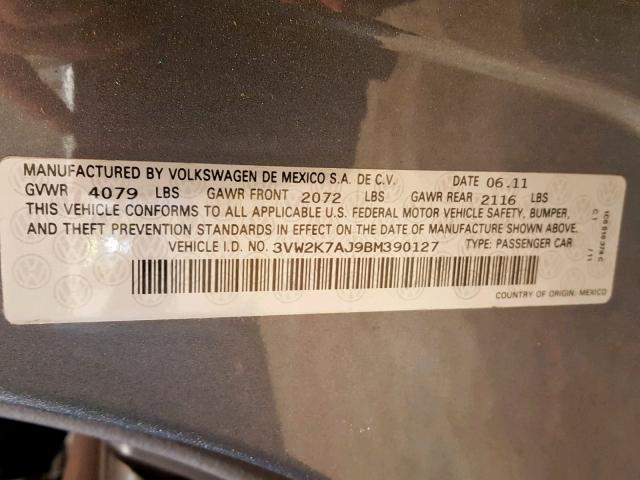 MANUFACTURED BY VOLKSWAGEN DE MEXICO S.A. DE C.V. DATE 06.11
GVWR 4079 LBS GAWR FRONT 2072 LBS GAWR REAR 2116 LBS
THIS VEHICLE CONFORMS TO ALL APPLICABLE U.S. FEDERAL MOTOR VEHICLE SAFETY, BUMPER,
AND THEFT PREVENTION STANDARDS IN EFFECT ON THE DATE OF MANUFACTURE SHOWN ABOVE.
VEHICLE I.D. NO. 3VW2K7AJ9BM390127 TYPE: PASSENGER CAR
COUNTRY OF ORIGIN: MEXICO
C1 /11